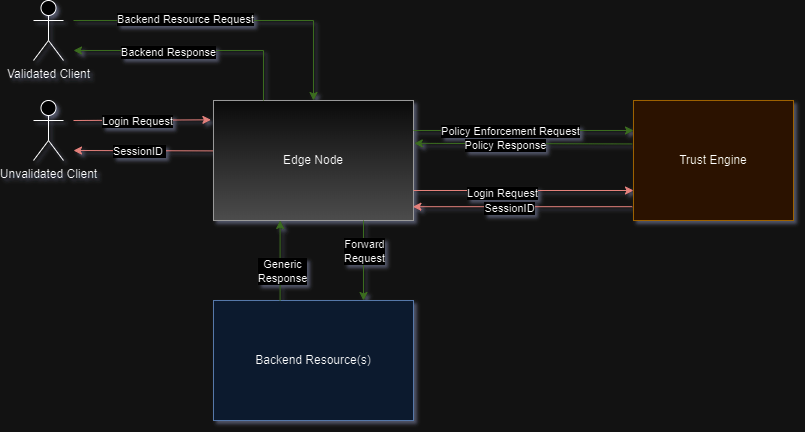 Backend Resource Request
Backend Response
Validated Client
Login Request
SessionID
Unvalidated Client
Edge Node
Policy Enforcement Request
Policy Response
Login Request
SessionID
Trust Engine
Generic
Response
Forward
Request
Backend Resource(s)